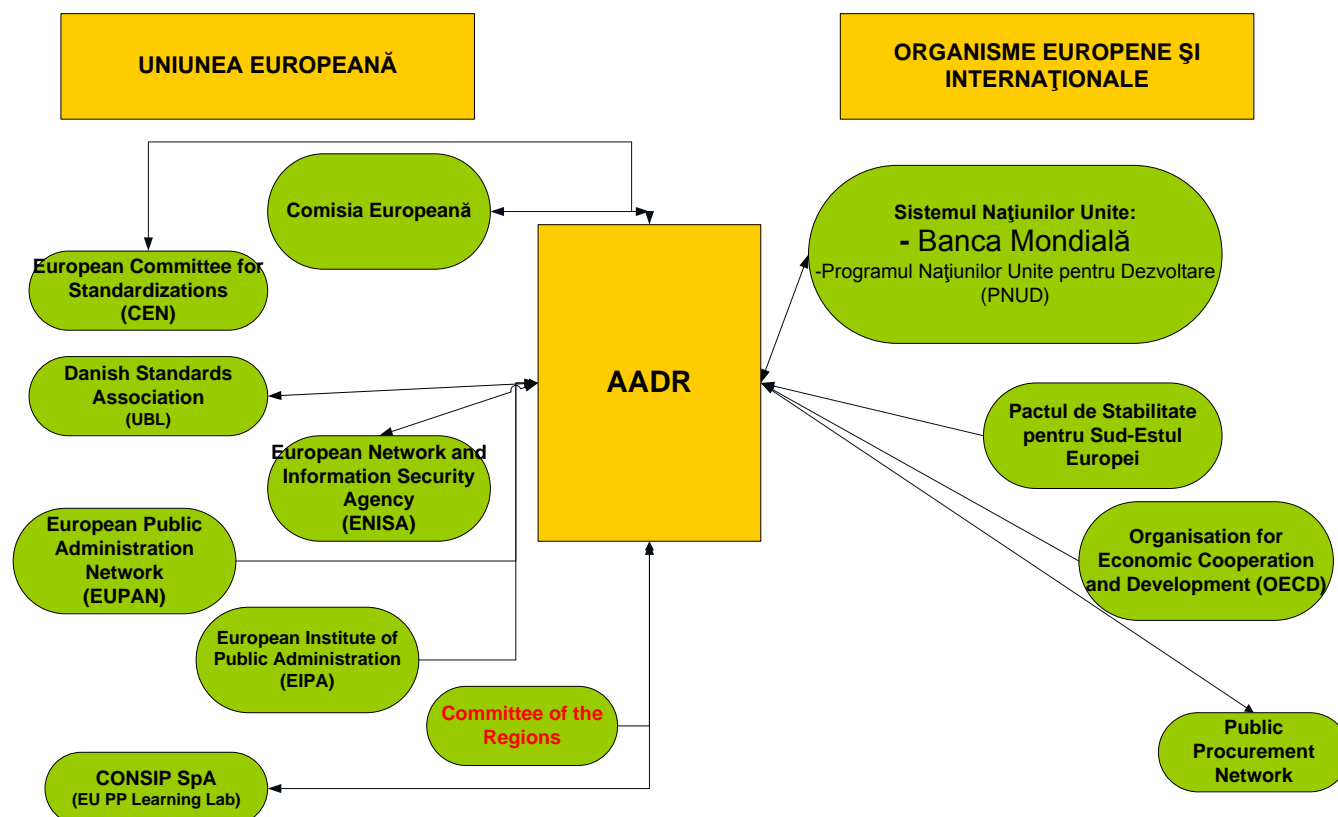 UNIUNEA EUROPEANĂ
ORGANISME EUROPENE ŞI
INTERNAŢIONALE
Comisia Europeană
European Committee for
Standardizations
(CEN)
Danish Standards
Association
(UBL)
European Network and
Information Security
Agency
(ENISA)
European Public
Administration
Network
(EUPAN)
European Institute of
Public Administration
(EIPA)
Committee of the
Regions
CONSIP SpA
(EU PP Learning Lab)
AADR
Sistemul Naţiunilor Unite:
- Banca Mondială
-Programul Naţiunilor Unite pentru Dezvoltare
(PNUD)
Pactul de Stabilitate
pentru Sud-Estul
Europei
Organisation for
Economic Cooperation
and Development (OECD)
Public
Procurement
Network